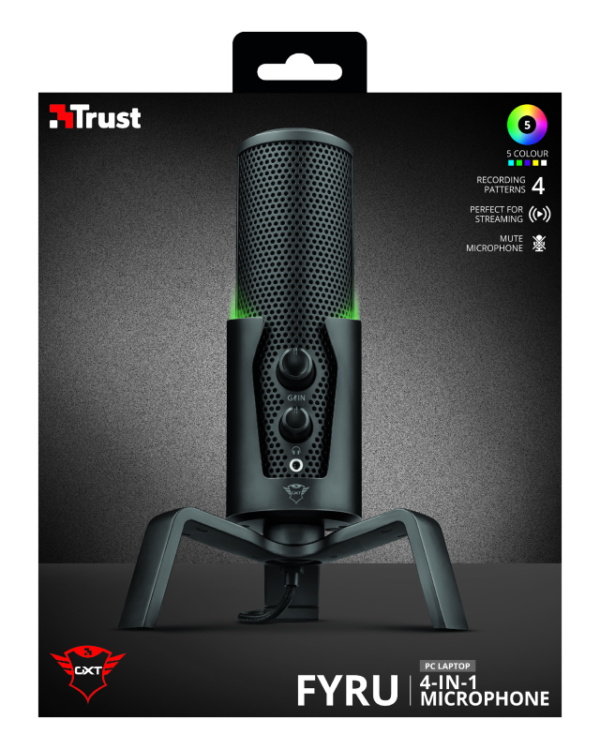 Trust
5
5 COLOUR
RECORDING
PATTERNS 4
PERFECT FOR
STREAMING
MUTE
MICROPHONE
GAIN
GXT
GXT
PC LAPTOP
FYRU | 4-IN-1
MICROPHONE